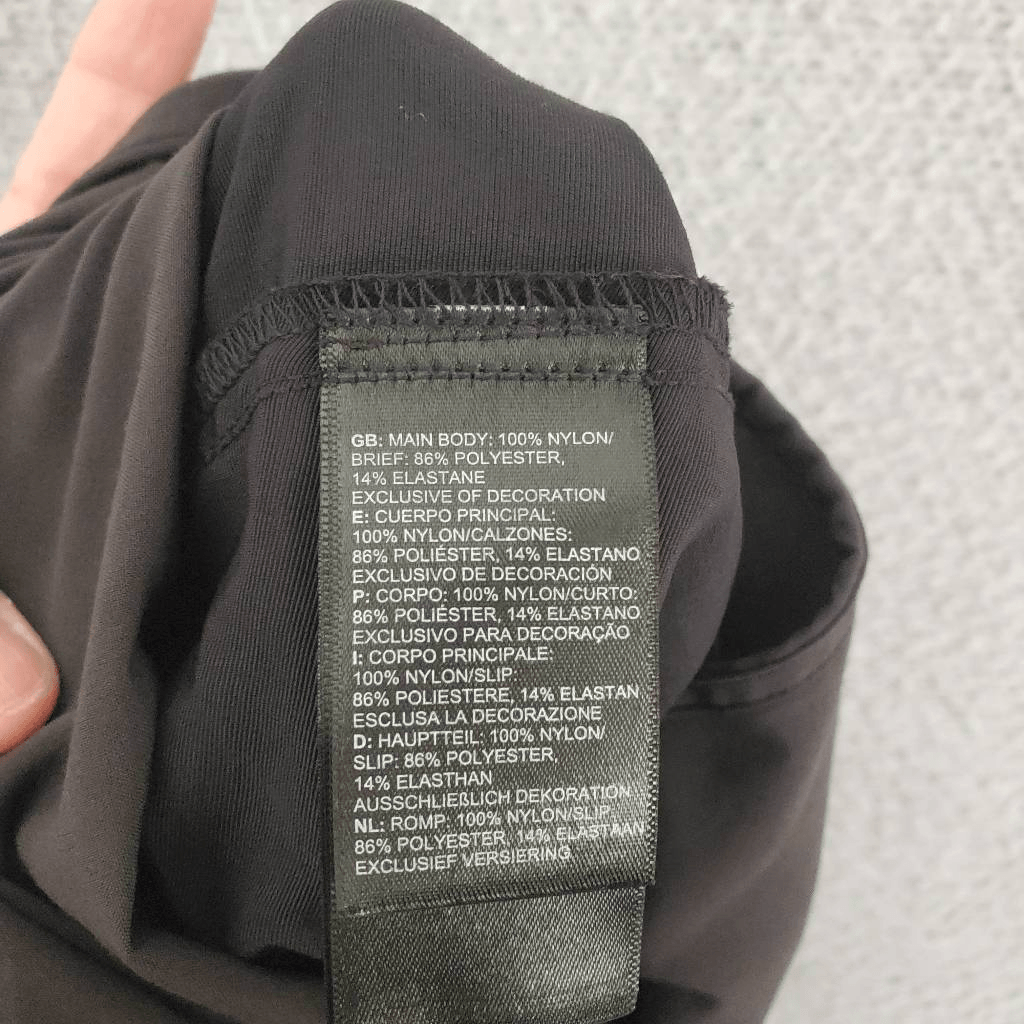 GB: MAIN BODY: 100% NYLON/
BRIEF: 86% POLYESTER,
14% ELASTANE
EXCLUSIVE OF DECORATION
E: CUERPO PRINCIPAL:
100% NYLON/CALZONES:
86% POLIÉSTER, 14% ELASTANO
EXCLUSIVO DE DECORACIÓN
P: CORPO: 100% NYLON/CURTO:
86% POLIÉSTER, 14% ELASTANO
EXCLUSIVO PARA DECORAÇÃO
I: CORPO PRINCIPALE:
100% NYLON/SLIP:
86% POLIESTERE, 14% ELASTAN
ESCLUSA LA DECORAZIONE
D: HAUPTTEIL: 100% NYLON/
SLIP: 86% POLYESTER,
14% ELASTHAN
AUSSCHLIEßLICH DEKORATION
NL: ROMP. 100% NYLON/SLIP:
86% POLYESTER, 14% ELASTAAN
EXCLUSIEF VERSIERING